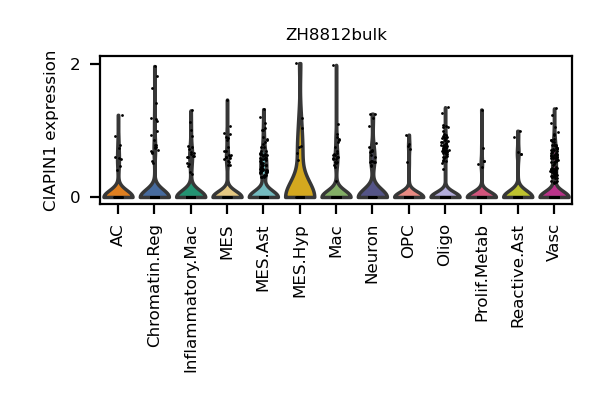 ZH8812bulk
CIAPIN1 expression
2
0
AC
Chromatin.Reg
Inflammatory.Mac
MES
MES.Ast
MES.Hyp
Mac
Neuron
OPC
Oligo
Prolif.Metab
Reactive.Ast
Vasc